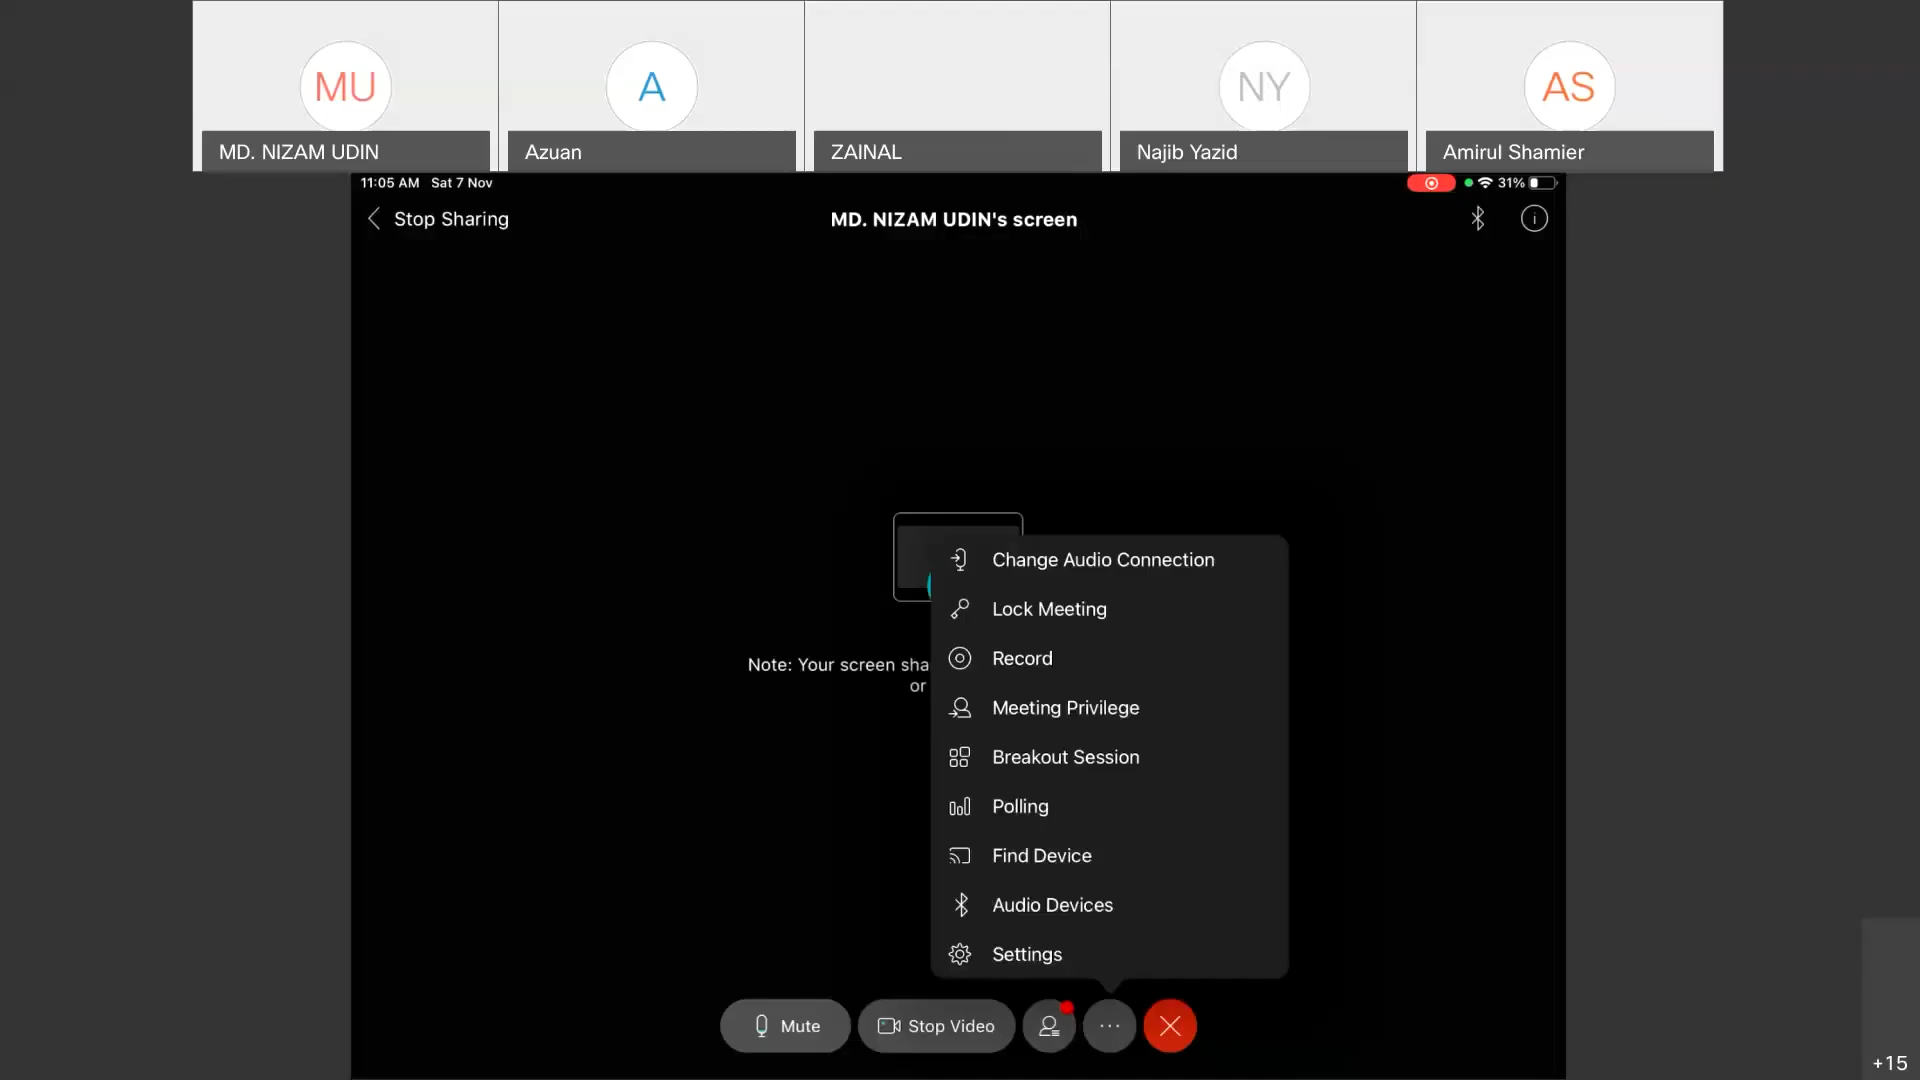 MU
A
NY
AS
MD. NIZAM UDIN
Azuan
ZAINAL
Najib Yazid
Amirul Shamier
11:05 AM Sat 7 Nov
31%
Stop Sharing
MD. NIZAM UDIN's screen
Change Audio Connection
Lock Meeting
Record
Note: Your screen sha
or
Meeting Privilege
Breakout Session
Polling
Find Device
Audio Devices
Settings
Mute
Stop Video
+15